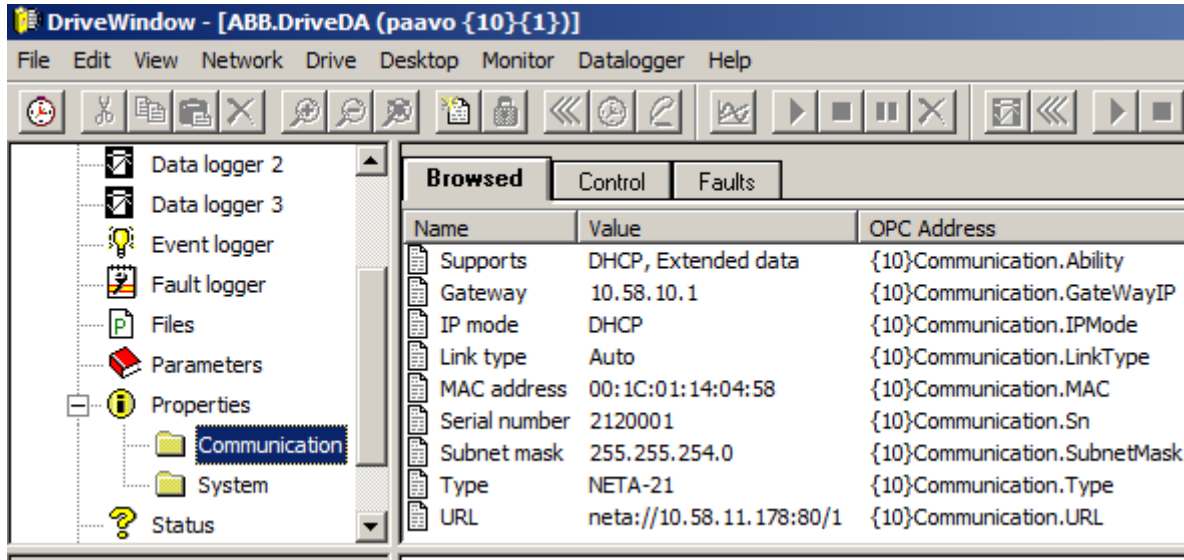 DriveWindow - [ABB.DriveDA (paavo {10}{1})]
File Edit View Network Drive Desktop Monitor Datalogger Help
Data logger 2
Data logger 3
Event logger
Fault logger
Files
Parameters
Properties
Communication
System
Status
Browsed Control Faults
Name Value OPC Address
Supports DHCP, Extended data {10}Communication.Ability
Gateway 10.58.10.1 {10}Communication.GateWayIP
IP mode DHCP {10}Communication.IPMode
Link type Auto {10}Communication.LinkType
MAC address 00:1C:01:14:04:58 {10}Communication.MAC
Serial number 2120001 {10}Communication.Sn
Subnet mask 255.255.254.0 {10}Communication.SubnetMask
Type NETA-21 {10}Communication.Type
URL neta://10.58.11.178:80/1 {10}Communication.URL